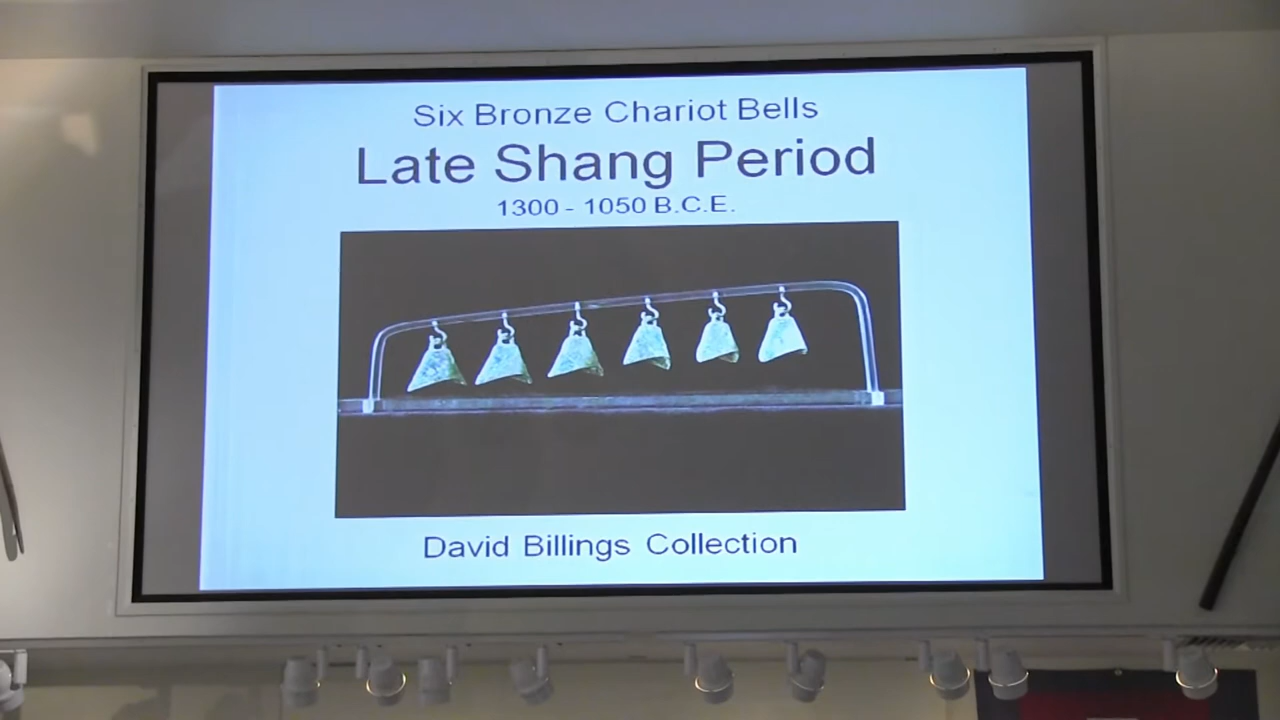 Six Bronze Chariot Bells
Late Shang Period
1300 - 1050 B.C.E.
David Billings Collection